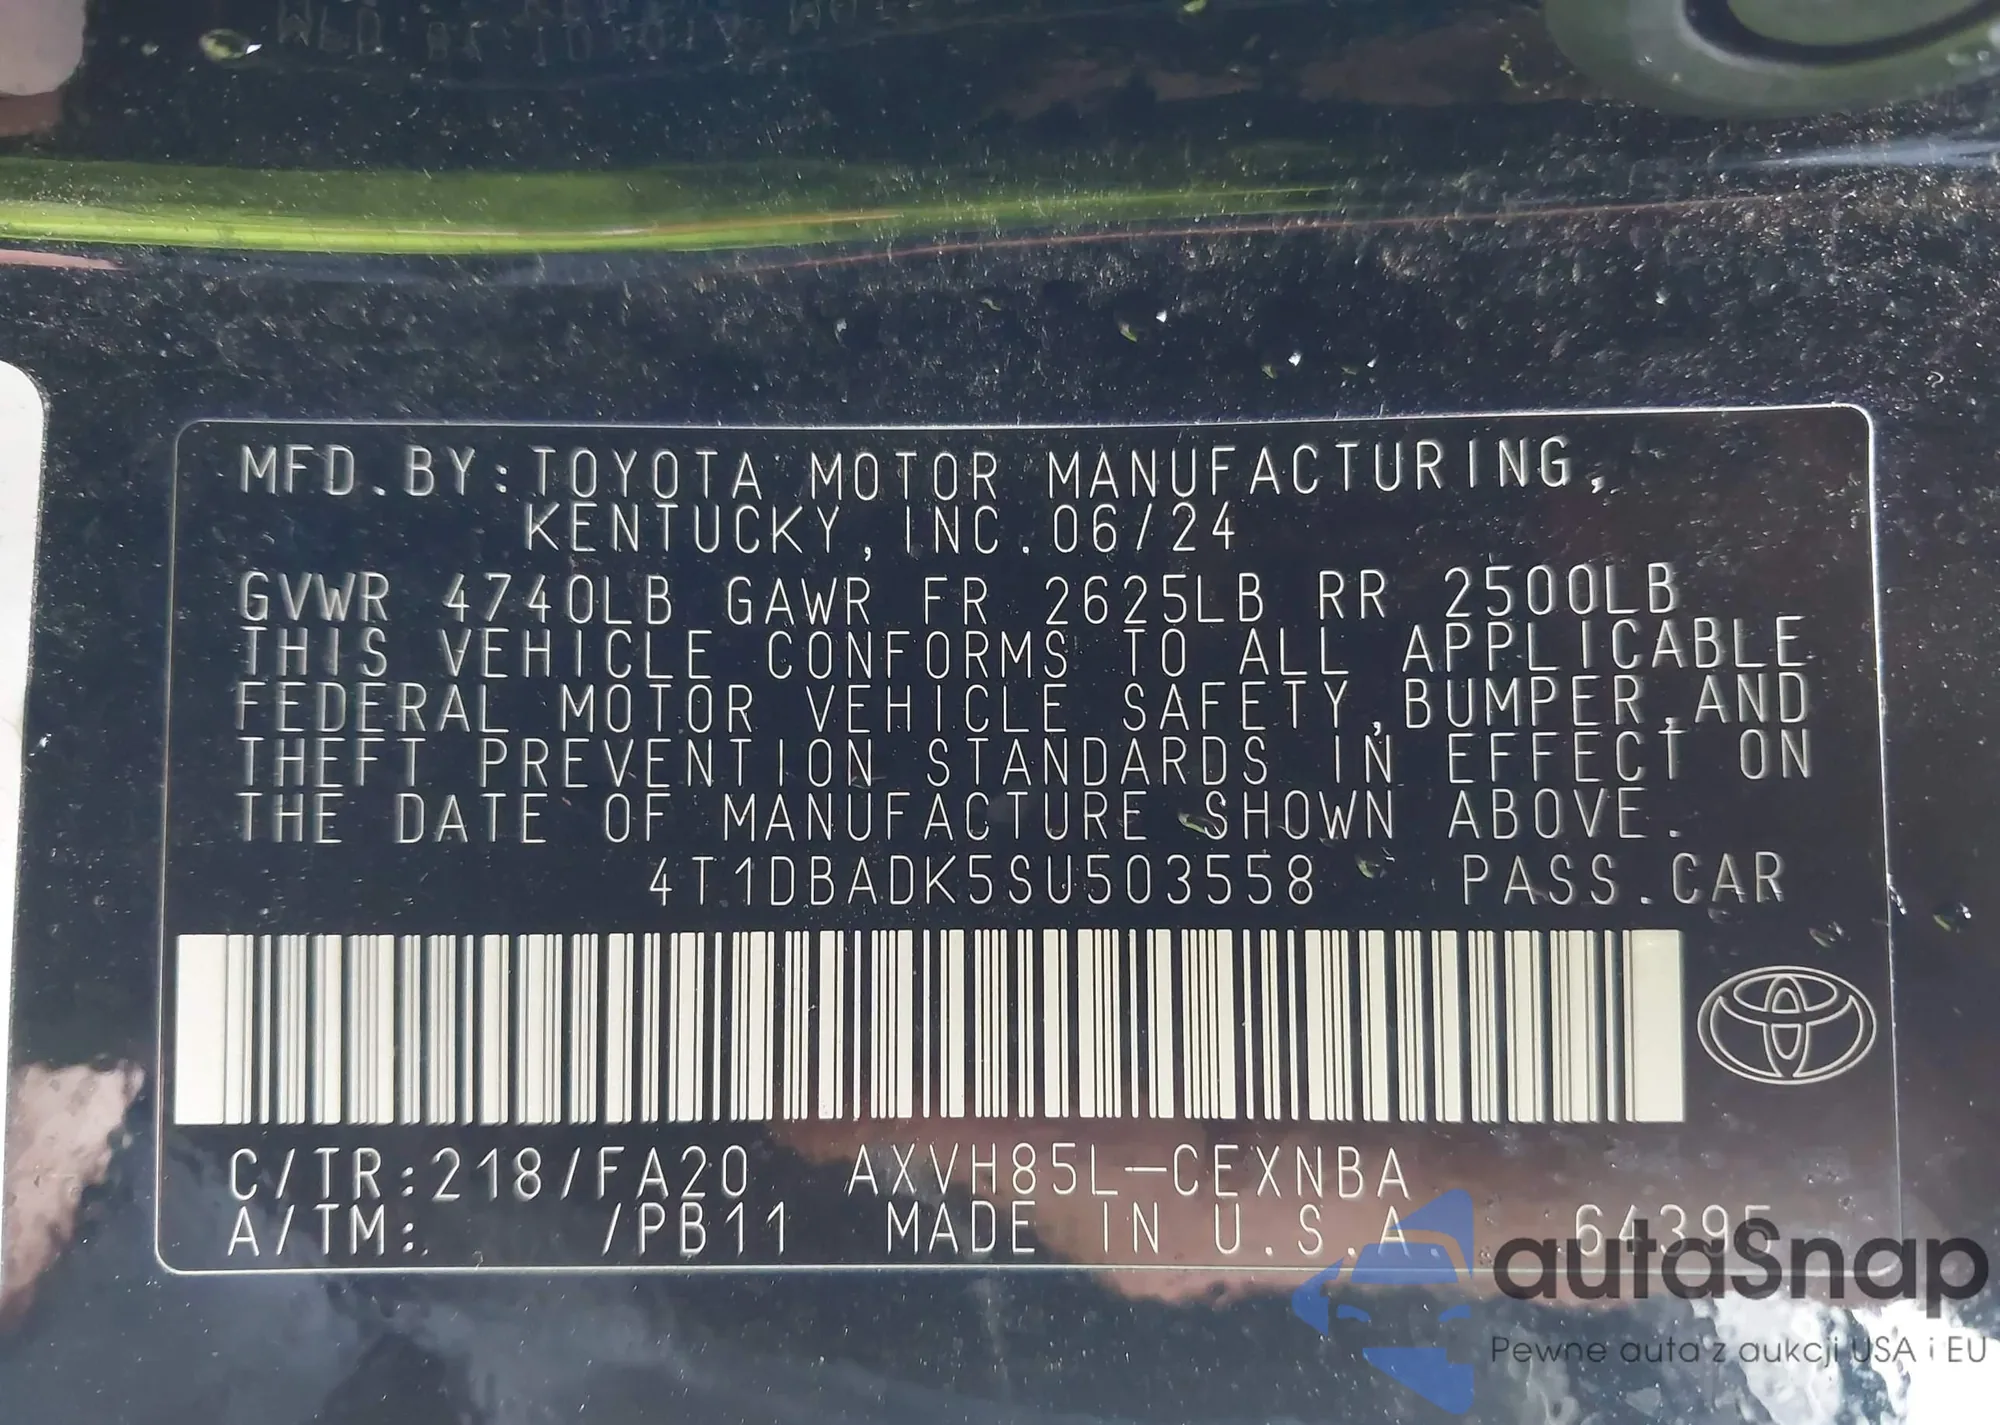 MFD.BY:TOYOTA MOTOR MANUFACTURING,
KENTUCKY, INC.06/24
GVWR 4740LB GAWR FR 2625LB RR 2500LB
THIS VEHICLE CONFORMS TO ALL APPLICABLE
FEDERAL MOTOR VEHICLE SAFETY,BUMPER,AND
THEFT PREVENTION STANDARDS IN EFFECT ON
THE DATE OF MANUFACTURE SHOWN ABOVE.
4T1DBADK5SU503558 PASS.CAR
C/TR:218/FA20 AXVH85L-CEXNBA
A/TM: /PB11 MADE IN U.S.A. 64395
autaSnap
Pewne auta z aukcji USA i EU